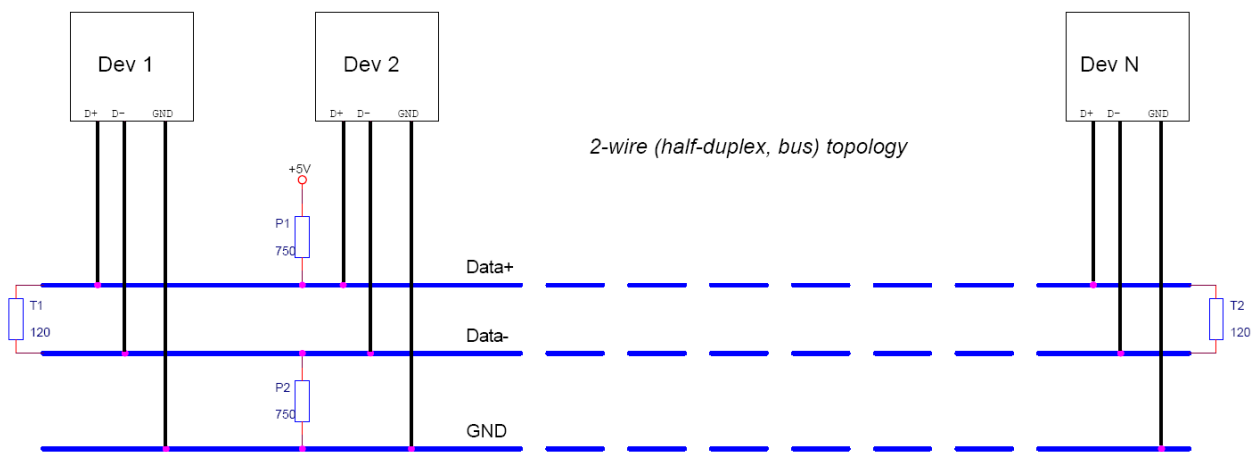 Dev 1
Dev 2
Dev N
D+ D- GND
D+ D- GND
D+ D- GND
2-wire (half-duplex, bus) topology
+5V
P1
750
Data+
T1
120
T2
120
Data-
P2
750
GND